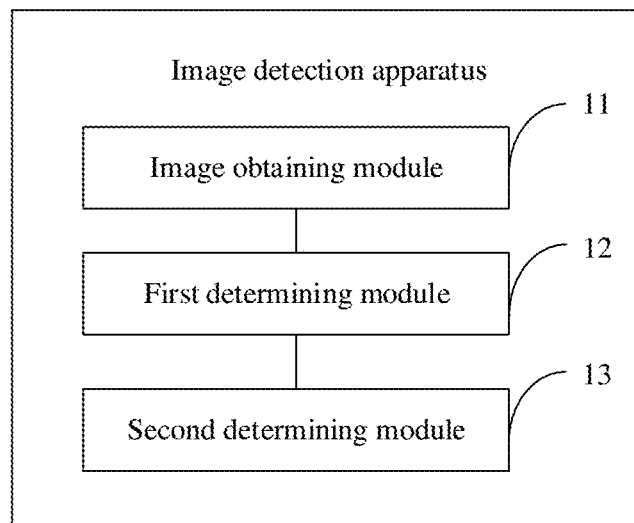 Image detection apparatus
11
Image obtaining module
12
First determining module
13
Second determining module